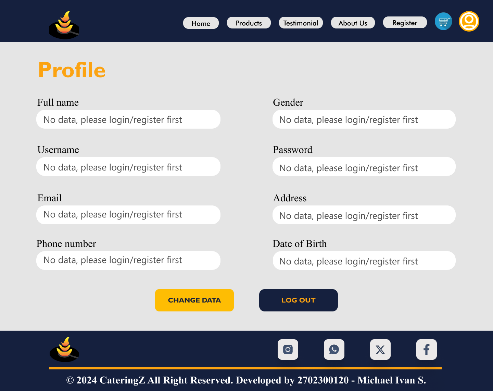 Home Products Testimonial About Us Register
Profile
Full name Gender
No data, please login/register first No data, please login/register first
Username Password
No data, please login/register first No data, please login/register first
Email Address
No data, please login/register first No data, please login/register first
Phone number Date of Birth
No data, please login/register first No data, please login/register first
CHANGE DATA LOG OUT
© 2024 CateringZ All Right Reserved. Developed by 2702300120 - Michael Ivan S.